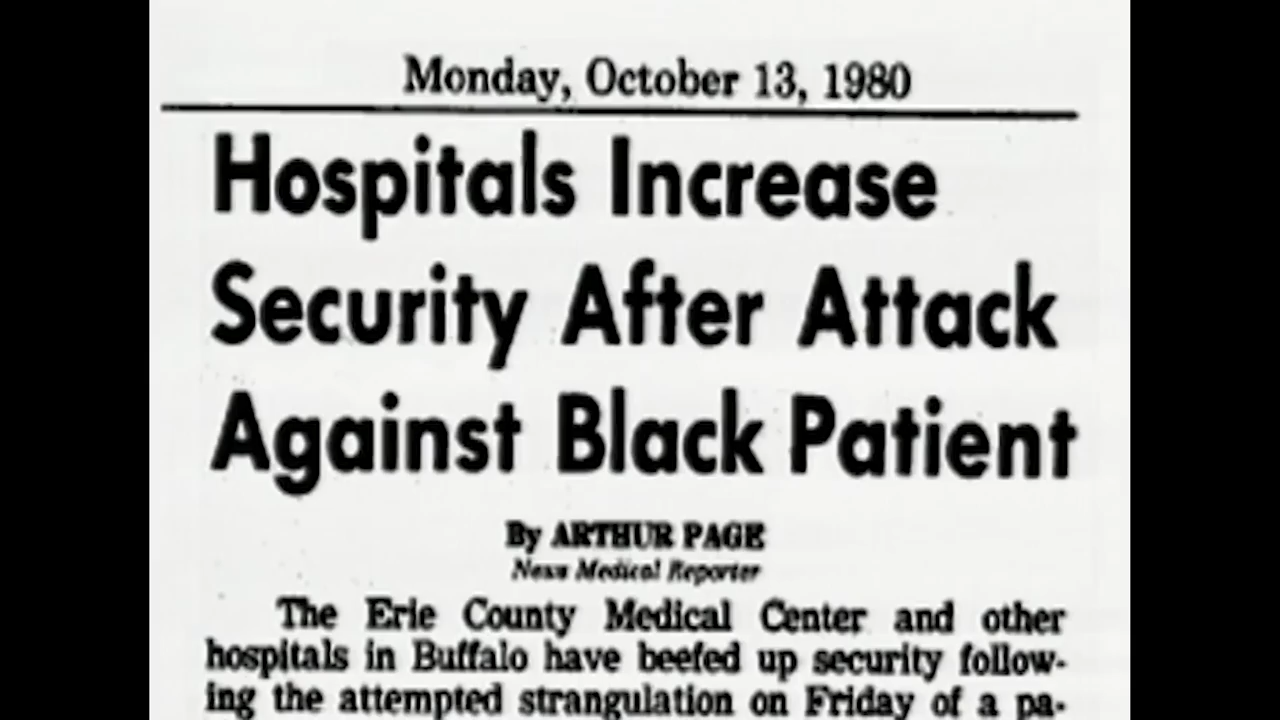 Monday, October 13, 1980
Hospitals Increase
Security After Attack
Against Black Patient
By ARTHUR PAGE
News Medical Reporter
The Erie County Medical Center and other
hospitals in Buffalo have beefed up security follow-
ing the attempted strangulation on Friday of a pa-